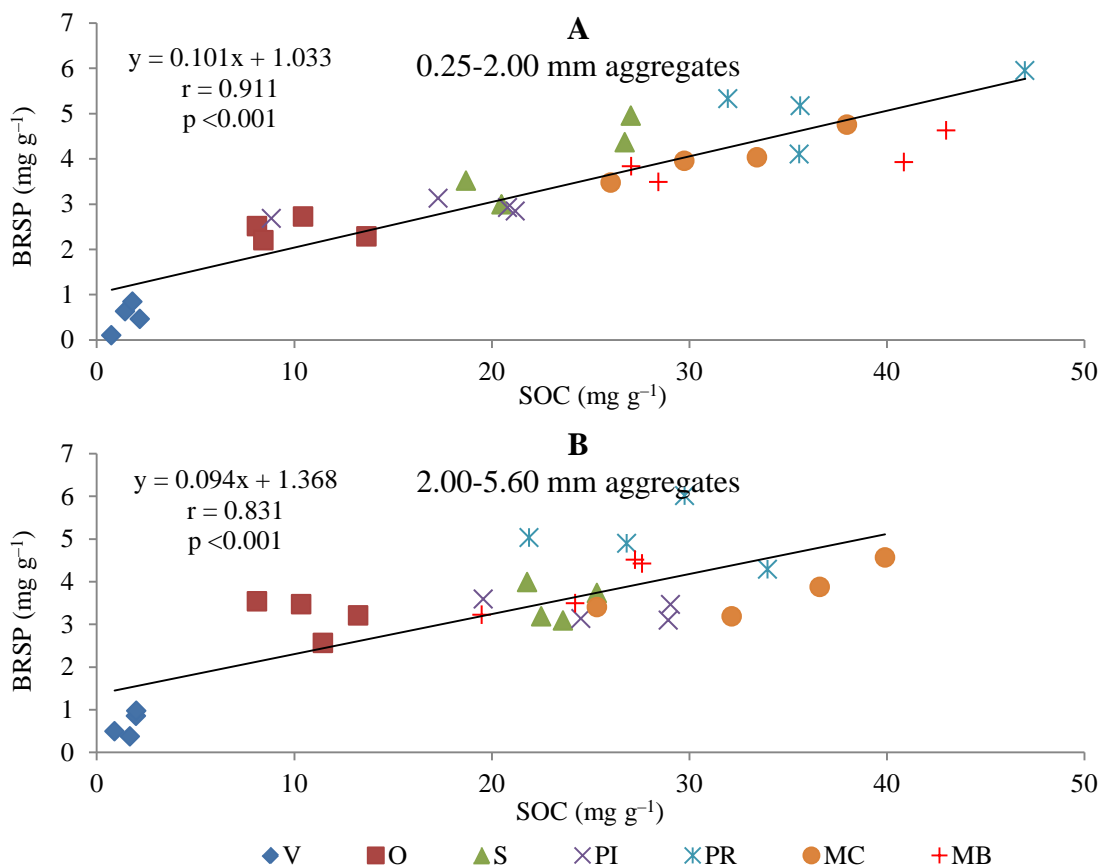 A
0.25-2.00 mm aggregates
y = 0.101x + 1.033
r = 0.911
p <0.001
BRSP (mg g⁻¹)
7
6
5
4
3
2
1
0
0 10 20 30 40 50
SOC (mg g⁻¹)
B
2.00-5.60 mm aggregates
y = 0.094x + 1.368
r = 0.831
p <0.001
BRSP (mg g⁻¹)
7
6
5
4
3
2
1
0
0 10 20 30 40 50
SOC (mg g⁻¹)
V O S PI PR MC MB